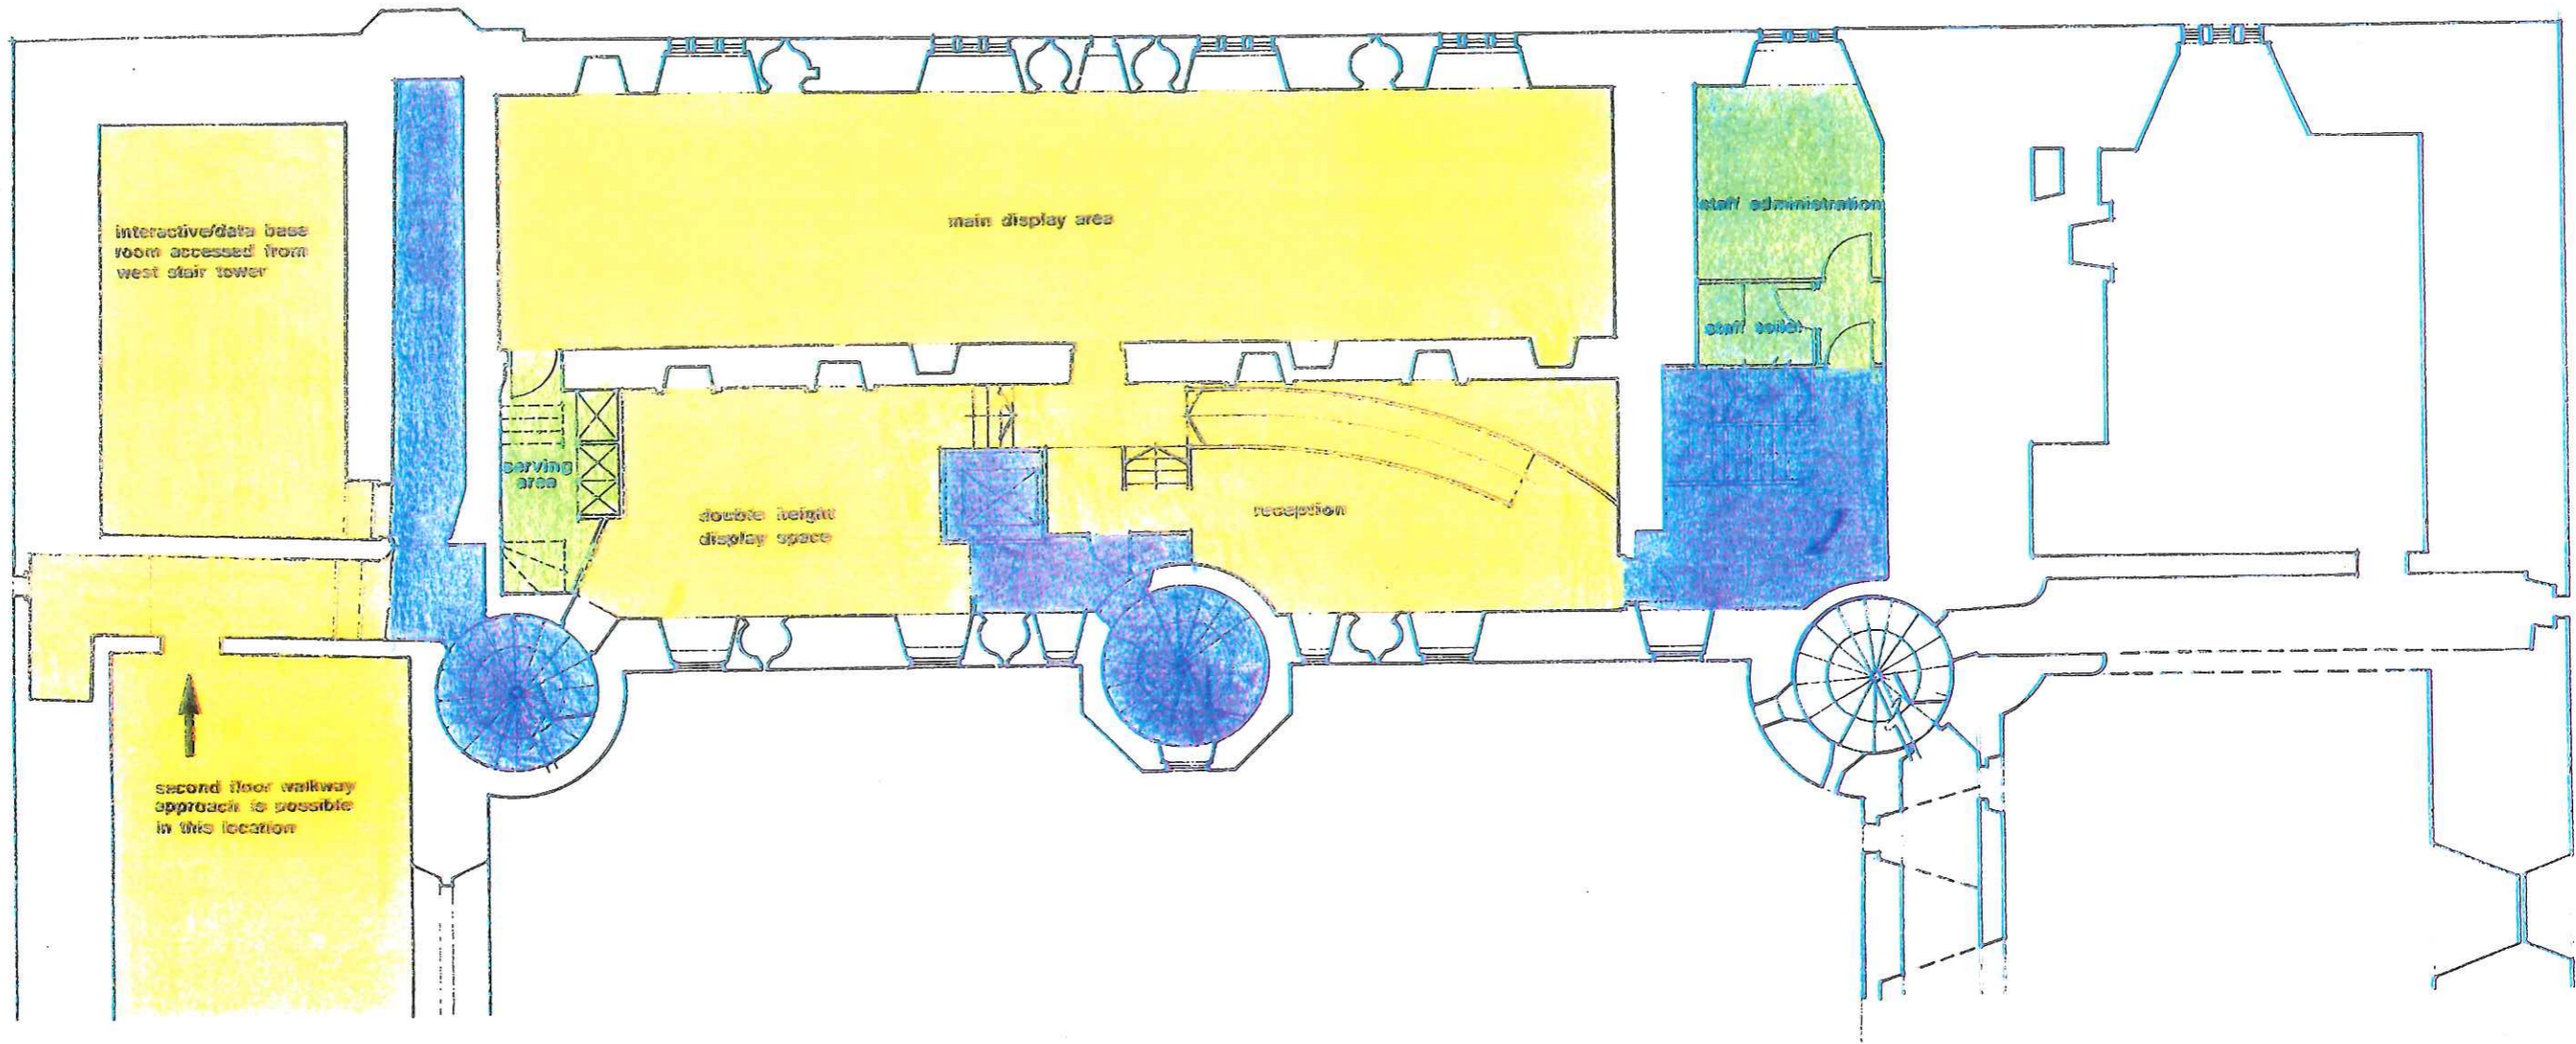 interactive/data base
room accessed from
west stair tower
main display area
staff administration
staff toilet
serving
area
double height
display space
reception
second floor walkway
approach is possible
in this location